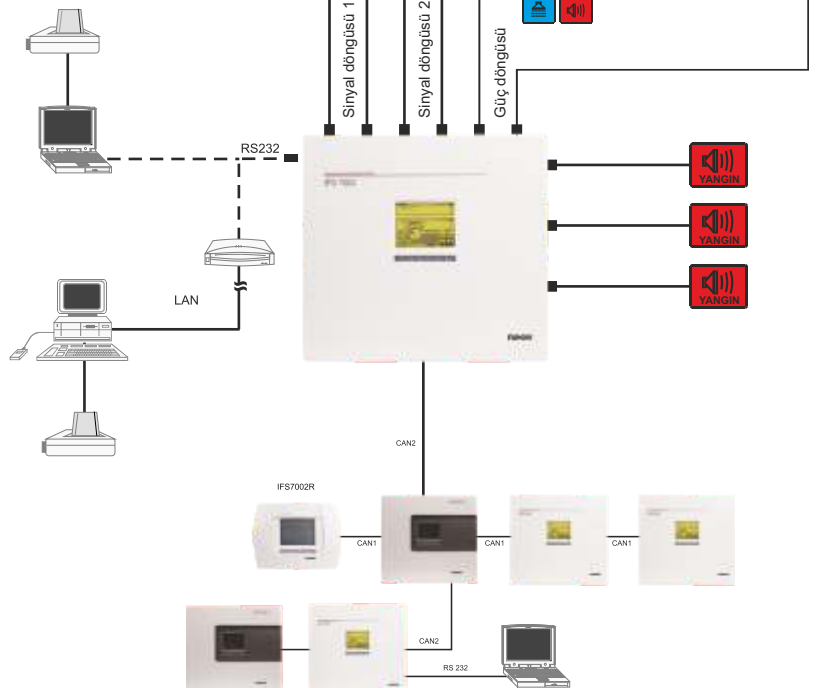 Sinyal döngüsü 1
Sinyal döngüsü 2
Güç döngüsü
RS232
YANGIN
YANGIN
LAN
YANGIN
CAN2
IFS7002R
CAN1
CAN1
CAN1
CAN2
RS 232